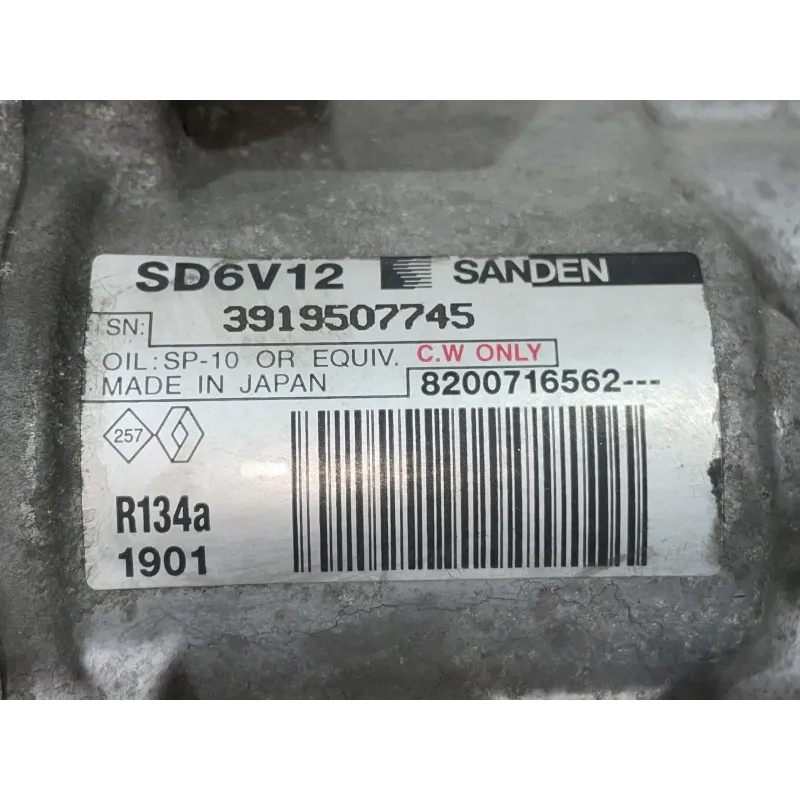 SD6V12 SANDEN
SN: 3919507745
OIL: SP-10 OR EQUIV. C.W ONLY
MADE IN JAPAN 8200716562---
257
R134a
1901